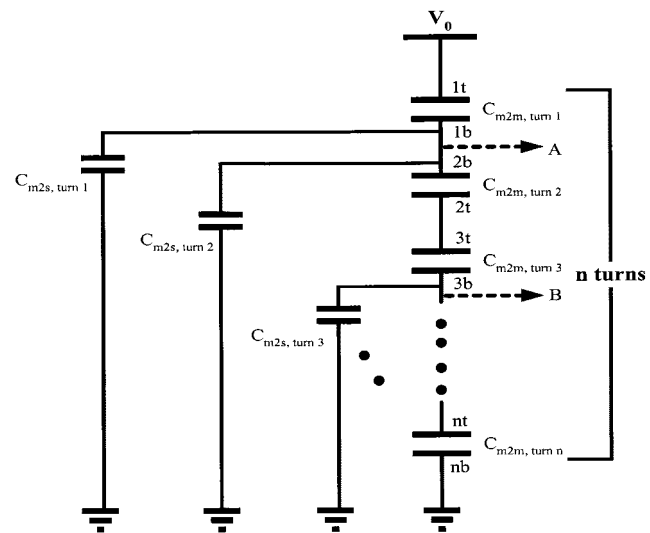 V0
1t
Cm2m, turn 1
1b
A
2b
Cm2s, turn 1
Cm2m, turn 2
2t
Cm2s, turn 2
3t
Cm2m, turn 3
n turns
3b
B
Cm2s, turn 3
nt
Cm2m, turn n
nb